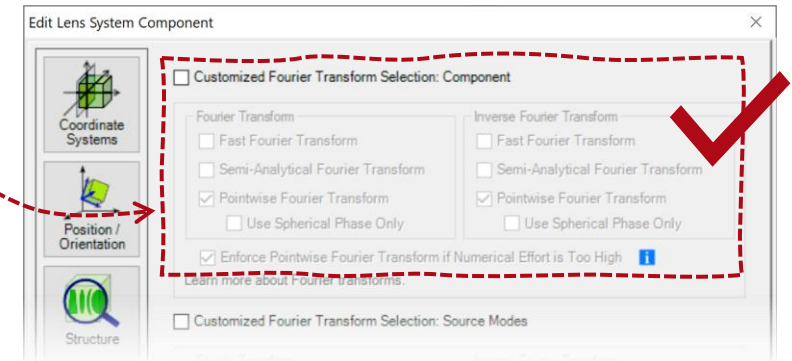 Edit Lens System Component
Coordinate
Systems
Position /
Orientation
Structure
Customized Fourier Transform Selection: Component
Fourier Transform
Fast Fourier Transform
Semi-Analytical Fourier Transform
Pointwise Fourier Transform
Use Spherical Phase Only
Inverse Fourier Transform
Fast Fourier Transform
Semi-Analytical Fourier Transform
Pointwise Fourier Transform
Use Spherical Phase Only
Enforce Pointwise Fourier Transform if Numerical Effort is Too High
Learn more about Fourier transforms.
Customized Fourier Transform Selection: Source Modes